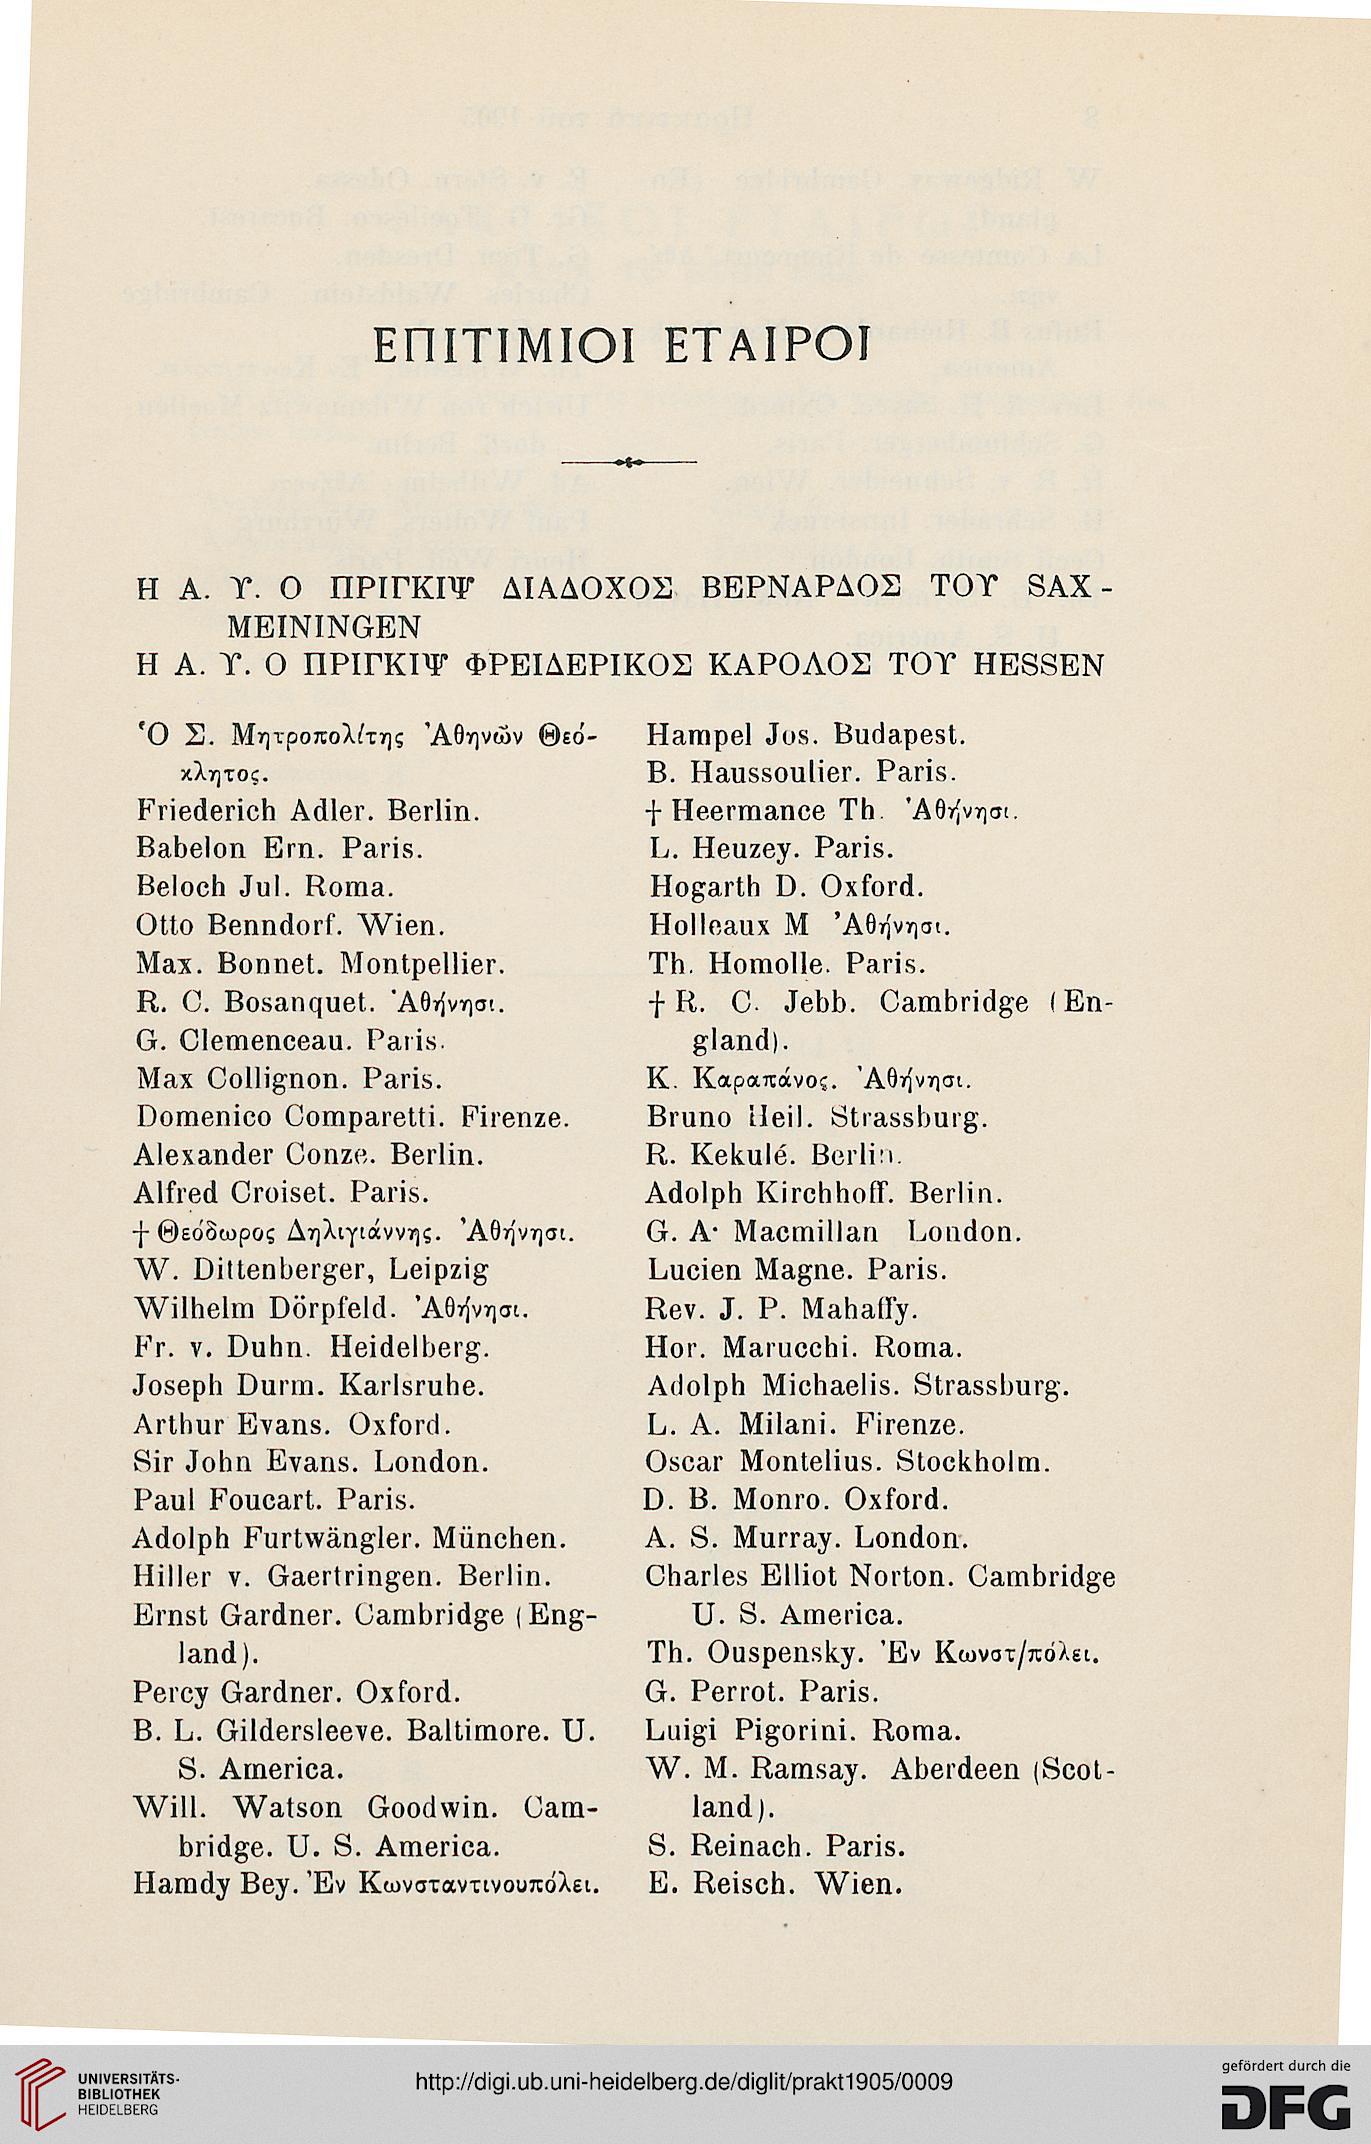 ΕΠΙΤΙΜΙΟΙ ΕΤΑΙΡΟΙ
Η Α. Υ. Ο ΠΡΙΓΚΙΨ ΔΙΑΔΟΧΟΣ ΒΕΡΝΑΡΔΟΣ ΤΟΥ SAX-
MEININGEN
Η Α. Υ. Ο ΠΡΙΓΚΙΨ ΦΡΕΙΔΕΡΙΚΟΣ ΚΑΡΟΛΟΣ ΤΟΥ HESSEN
Ὁ Σ. Μητροπολίτης Ἀθηνῶν Θεό-
κλητος.
Friederich Adler. Berlin.
Babelon Ern. Paris.
Beloch Jul. Roma.
Otto Benndorf. Wien.
Max. Bonnet. Montpellier.
R. C. Bosanquet. Ἀθήνησι.
G. Clemenceau. Paris.
Max Collignon. Paris.
Domenico Comparetti. Firenze.
Alexander Conze. Berlin.
Alfred Croiset. Paris.
† Θεόδωρος Δηλιγιάννης. Ἀθήνησι.
W. Dittenberger, Leipzig
Wilhelm Dörpfeld. Ἀθήνησι.
Fr. v. Duhn. Heidelberg.
Joseph Durm. Karlsruhe.
Arthur Evans. Oxford.
Sir John Evans. London.
Paul Foucart. Paris.
Adolph Furtwängler. München.
Hiller v. Gaertringen. Berlin.
Ernst Gardner. Cambridge (Eng-
land).
Percy Gardner. Oxford.
B. L. Gildersleeve. Baltimore. U.
S. America.
Will. Watson Goodwin. Cam-
bridge. U. S. America.
Hamdy Bey. Ἐν Κωνσταντινουπόλει.
Hampel Jos. Budapest.
B. Haussoulier. Paris.
† Heermance Th. Ἀθήνησι.
L. Heuzey. Paris.
Hogarth D. Oxford.
Holleaux M Ἀθήνησι.
Th. Homolle. Paris.
† R. C. Jebb. Cambridge (En-
gland).
Κ. Καραπάνος. Ἀθήνησι.
Bruno Heil. Strassburg.
R. Kekulé. Berlin.
Adolph Kirchhoff. Berlin.
G. A· Macmillan London.
Lucien Magne. Paris.
Rev. J. P. Mahaffy.
Hor. Marucchi. Roma.
Adolph Michaelis. Strassburg.
L. A. Milani. Firenze.
Oscar Montelius. Stockholm.
D. B. Monro. Oxford.
A. S. Murray. London.
Charles Elliot Norton. Cambridge
U. S. America.
Th. Ouspensky. Ἐν Κωνστ/πόλει.
G. Perrot. Paris.
Luigi Pigorini. Roma.
W. M. Ramsay. Aberdeen (Scot-
land).
S. Reinach. Paris.
E. Reisch. Wien.
UNIVERSITÄTS-
BIBLIOTHEK
HEIDELBERG
http://digi.ub.uni-heidelberg.de/diglit/prakt1905/0009
gefördert durch die
DFG